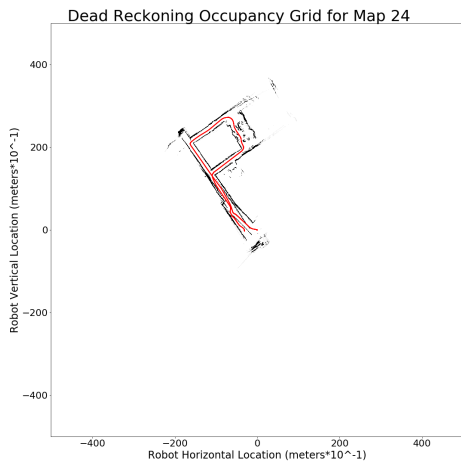 Dead Reckoning Occupancy Grid for Map 24
400
200
0
−200
−400
Robot Vertical Location (meters*10^-1)
−400 −200 0 200 400
Robot Horizontal Location (meters*10^-1)